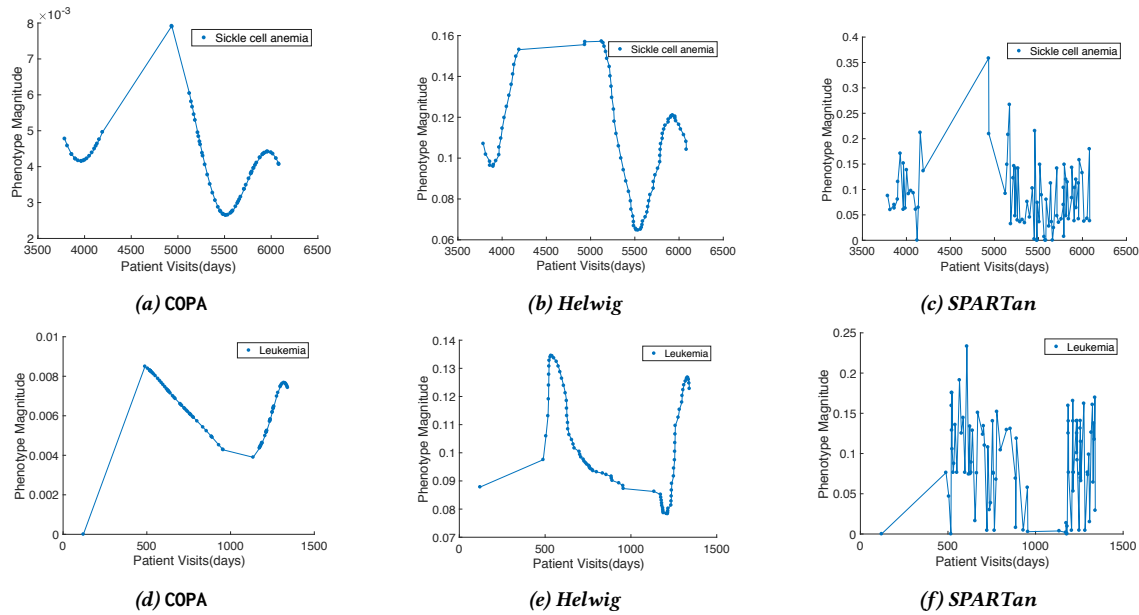 ×10⁻³
8
7
6
5
4
3
2
Phenotype Magnitude
Sickle cell anemia
3500 4000 4500 5000 5500 6000 6500
Patient Visits(days)
(a) COPA
0.16
0.14
0.12
0.1
0.08
0.06
Phenotype Magnitude
Sickle cell anemia
3500 4000 4500 5000 5500 6000 6500
Patient Visits(days)
(b) Helwig
0.4
0.35
0.3
0.25
0.2
0.15
0.1
0.05
0
Phenotype Magnitude
Sickle cell anemia
3500 4000 4500 5000 5500 6000 6500
Patient Visits(days)
(c) SPARTan
0.01
0.008
0.006
0.004
0.002
0
Phenotype Magnitude
Leukemia
0 500 1000 1500
Patient Visits(days)
(d) COPA
0.14
0.13
0.12
0.11
0.1
0.09
0.08
0.07
Phenotype Magnitude
Leukemia
0 500 1000 1500
Patient Visits(days)
(e) Helwig
0.25
0.2
0.15
0.1
0.05
0
Phenotype Magnitude
Leukemia
0 500 1000 1500
Patient Visits(days)
(f) SPARTan